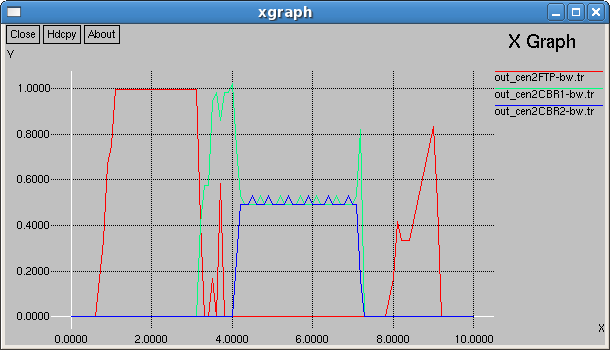 xgraph
Close Hdcpy About
X Graph
Y
out_cen2FTP-bw.tr
out_cen2CBR1-bw.tr
out_cen2CBR2-bw.tr
1.0000
0.8000
0.6000
0.4000
0.2000
0.0000
X
0.0000 2.0000 4.0000 6.0000 8.0000 10.0000